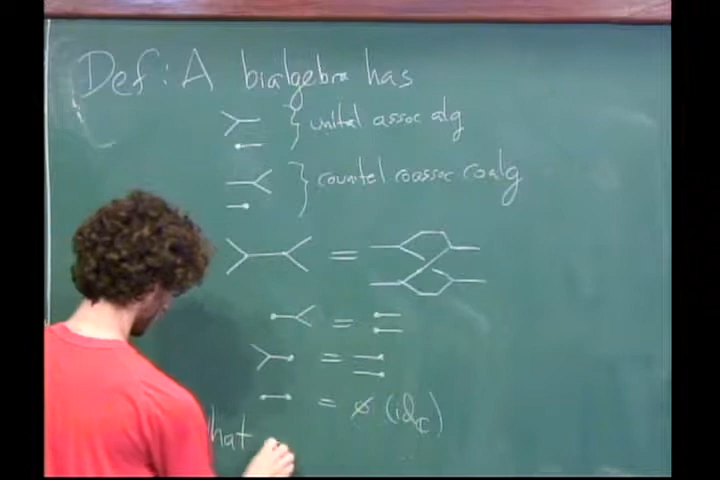 Def: A bialgebra has
} unital assoc alg
} counital coassoc coalg
=
=
=
= ∅ (id_C)
hat